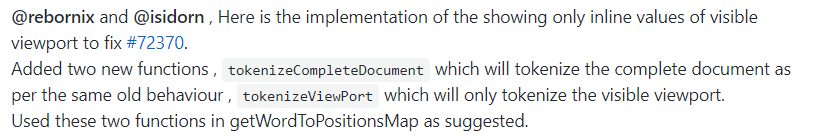 @rebornix and @isidorn , Here is the implementation of the showing only inline values of visible
viewport to fix #72370.
Added two new functions , tokenizeCompleteDocument which will tokenize the complete document as
per the same old behaviour , tokenizeViewPort which will only tokenize the visible viewport.
Used these two functions in getWordToPositionsMap as suggested.